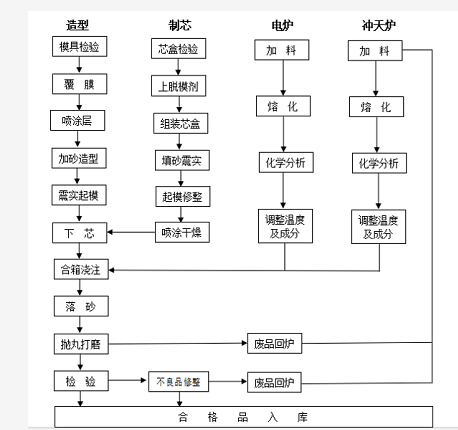 造型 制芯 电炉 冲天炉
模具检验 芯盒检验 加 料 加 料
覆 膜 上脱模剂
喷涂层 组装芯盒 熔 化 熔 化
加砂造型 填砂震实 化学分析 化学分析
震实起模 起模修整
下 芯 喷涂干燥 调整温度 调整温度
及成分 及成分
合箱浇注
落 砂
抛丸打磨 废品回炉
检 验 不良品修整 废品回炉
合 格 品 入 库